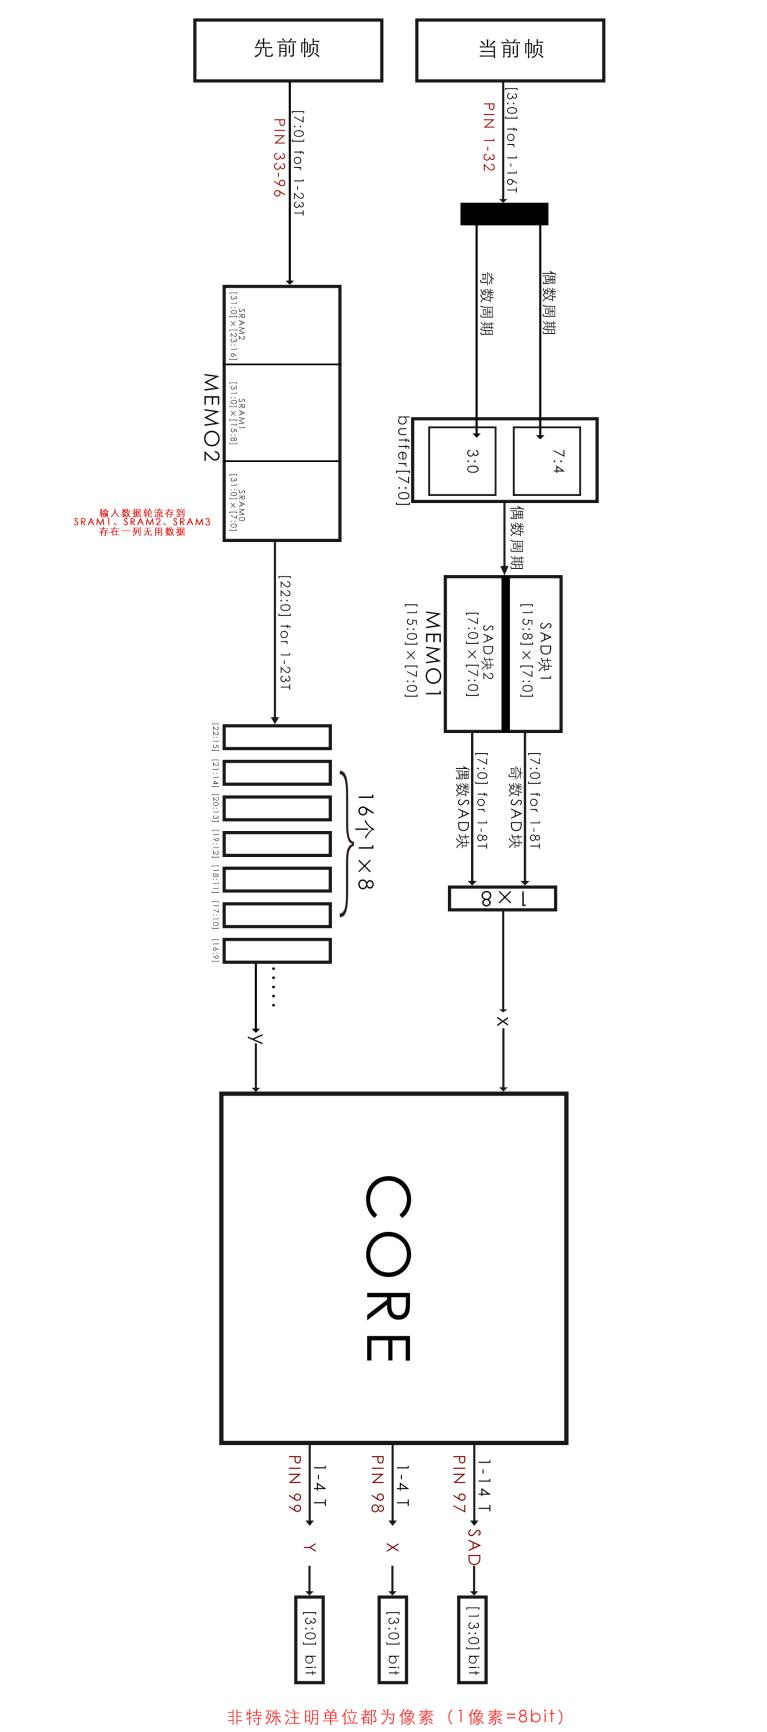 先前帧
当前帧
[7:0] for 1-23T
PIN 33-96
[3:0] for 1-16T
PIN 1-32
奇数周期
偶数周期
SRAM2
[31:0]×[23:16]
SRAM1
[31:0]×[15:8]
SRAM0
[31:0]×[7:0]
MEMO2
输入数据轮流存到
SRAM1、SRAM2、SRAM3
存在一列无用数据
buffer[7:0]
3:0
7:4
偶数周期
SAD块1
[15:8]×[7:0]
SAD块2
[7:0]×[7:0]
MEMO1
[15:0]×[7:0]
[22:0] for 1-23T
[7:0] for 1-8T
奇数SAD块
[7:0] for 1-8T
偶数SAD块
[22:15]
[21:14]
[20:13]
[19:12]
[18:11]
[17:10]
[16:9]
16个1×8
1×8
······
y
x
CORE
1-4 T
PIN 99
Y
[3:0] bit
1-4 T
PIN 98
X
[3:0] bit
1-14 T
PIN 97
SAD
[13:0] bit
非特殊注明单位都为像素（1像素=8bit）